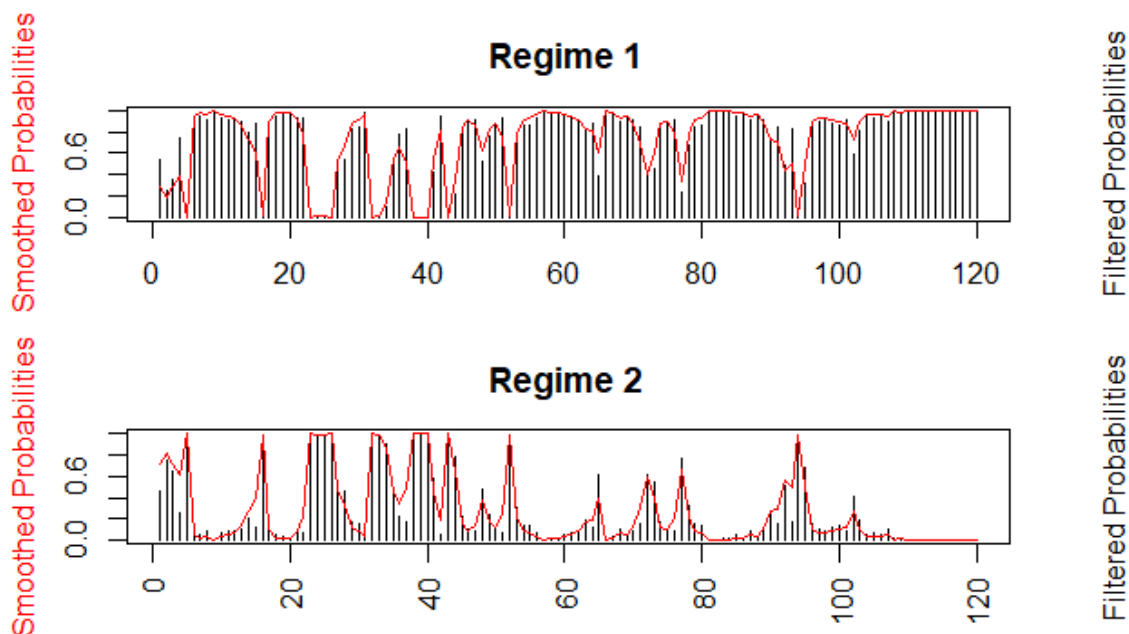 Regime 1
Smoothed Probabilities
0.0 0.6
0 20 40 60 80 100 120
Filtered Probabilities
Regime 2
Smoothed Probabilities
0.0 0.6
0 20 40 60 80 100 120
Filtered Probabilities